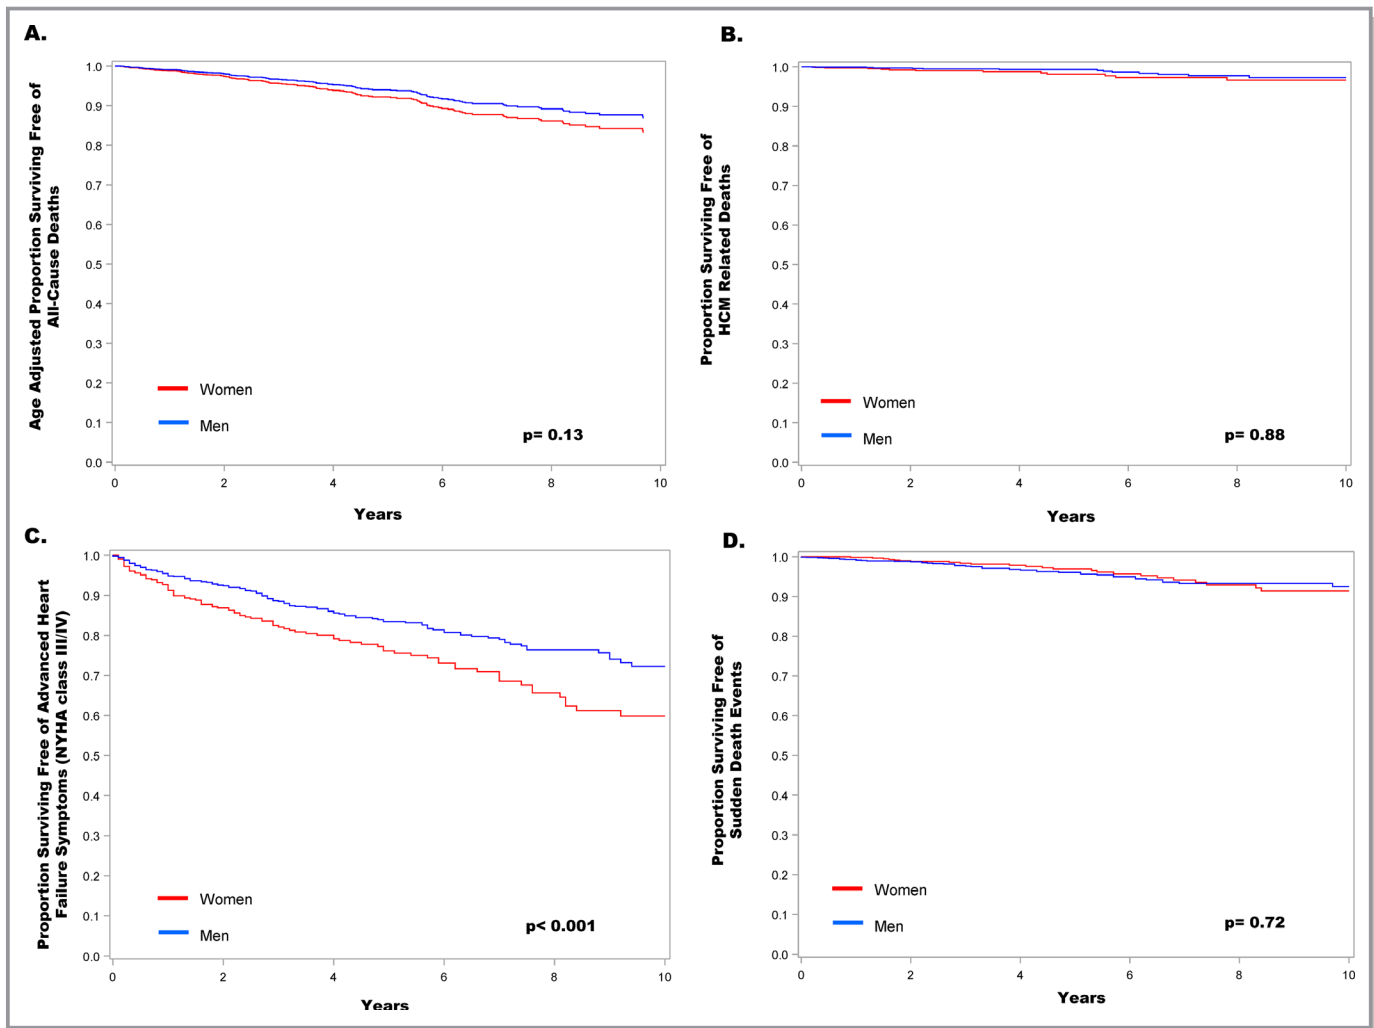 A.
Age Adjusted Proportion Surviving Free of
All-Cause Deaths
1.0
0.9
0.8
0.7
0.6
0.5
0.4
0.3
0.2
0.1
0.0
Women
Men
p= 0.13
0 2 4 6 8 10
Years
B.
Proportion Surviving Free of
HCM Related Deaths
1.0
0.9
0.8
0.7
0.6
0.5
0.4
0.3
0.2
0.1
0.0
Women
Men
p= 0.88
0 2 4 6 8 10
Years
C.
Proportion Surviving Free of Advanced Heart
Failure Symptoms (NYHA class III/IV)
1.0
0.9
0.8
0.7
0.6
0.5
0.4
0.3
0.2
0.1
0.0
Women
Men
p< 0.001
0 2 4 6 8 10
Years
D.
Proportion Surviving Free of
Sudden Death Events
1.0
0.9
0.8
0.7
0.6
0.5
0.4
0.3
0.2
0.1
0.0
Women
Men
p= 0.72
0 2 4 6 8 10
Years